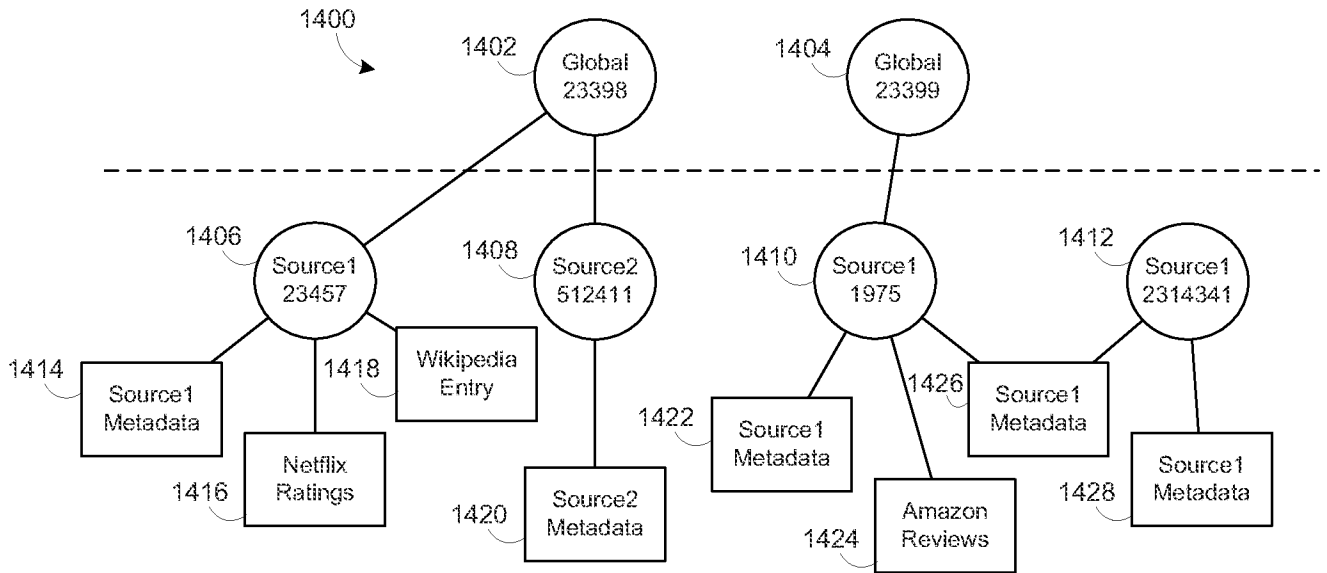 1400
1402
Global
23398
1404
Global
23399
1406
Source1
23457
1408
Source2
512411
1410
Source1
1975
1412
Source1
2314341
1414
Source1
Metadata
1416
Netflix
Ratings
1418
Wikipedia
Entry
1420
Source2
Metadata
1422
Source1
Metadata
1424
Amazon
Reviews
1426
Source1
Metadata
1428
Source1
Metadata